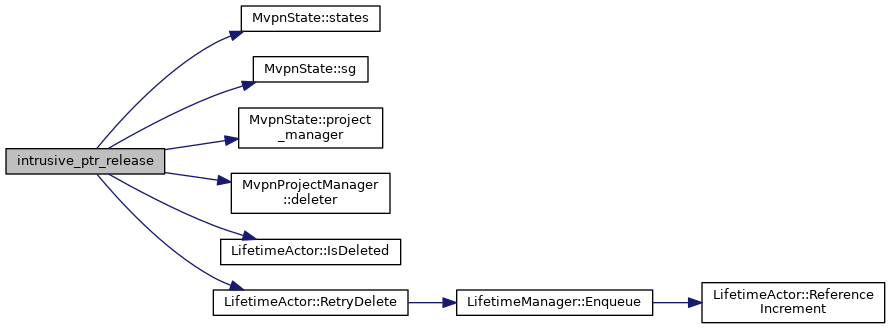 MvpnState::states
MvpnState::sg
MvpnState::project
_manager
intrusive_ptr_release
MvpnProjectManager
::deleter
LifetimeActor::IsDeleted
LifetimeActor::RetryDelete
LifetimeManager::Enqueue
LifetimeActor::Reference
Increment